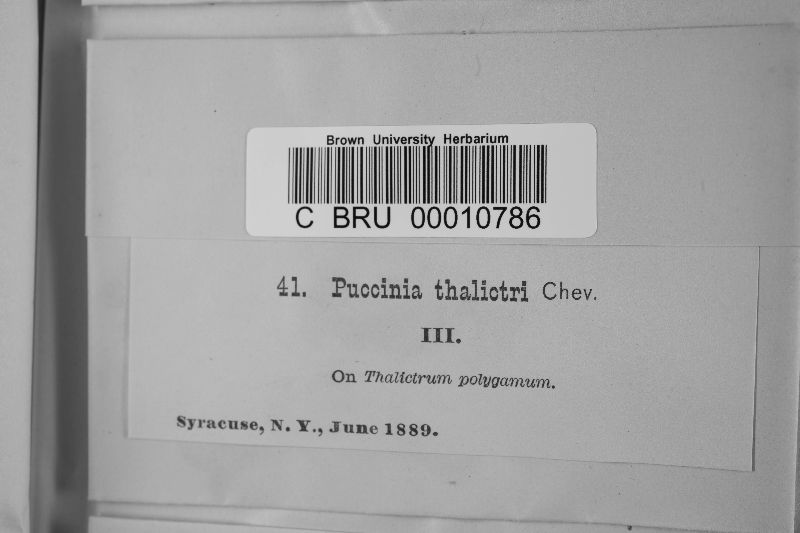 Brown University Herbarium
C BRU 00010786
41. Puccinia thalictri Chev.
III.
On Thalictrum polygamum.
Syracuse, N. Y., June 1889.